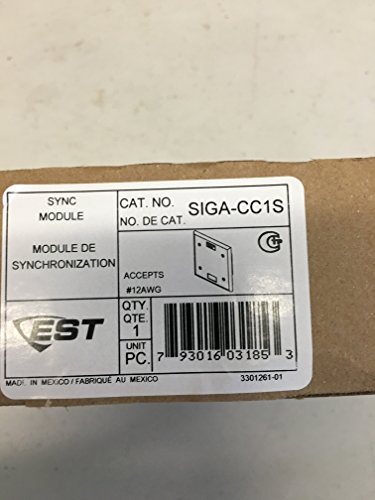 SYNC
MODULE
MODULE DE
SYNCHRONIZATION
CAT. NO.
NO. DE CAT.
SIGA-CC1S
ACCEPTS
#12AWG
EST
QTY.
QTE.
1
UNIT
PC.
7 93016 03185 3
MADE IN MEXICO / FABRIQUÉ AU MEXICO
3301261-01